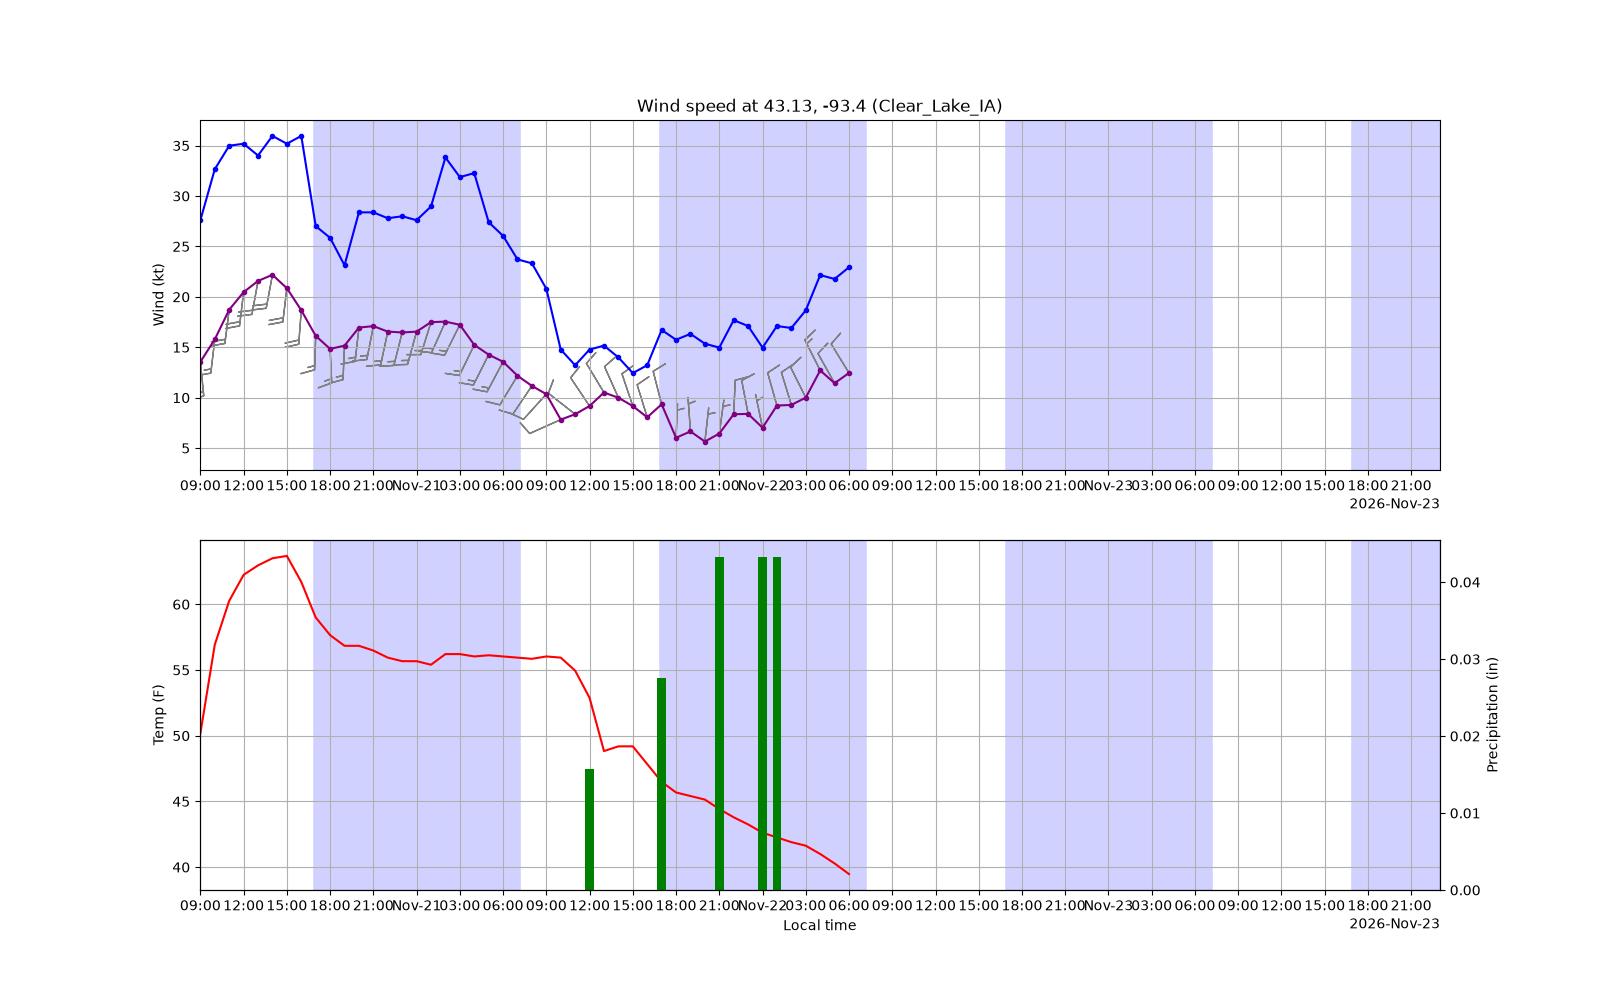 Wind speed at 43.13, -93.4 (Clear_Lake_IA)
Wind (kt)
35
30
25
20
15
10
5
09:00 12:00 15:00 18:00 21:00 Nov-21 03:00 06:00 09:00 12:00 15:00 18:00 21:00 Nov-22 03:00 06:00 09:00 12:00 15:00 18:00 21:00 Nov-23 03:00 06:00 09:00 12:00 15:00 18:00 21:00
2026-Nov-23
Temp (F)
60
55
50
45
40
Precipitation (in)
0.04
0.03
0.02
0.01
0.00
09:00 12:00 15:00 18:00 21:00 Nov-21 03:00 06:00 09:00 12:00 15:00 18:00 21:00 Nov-22 03:00 06:00 09:00 12:00 15:00 18:00 21:00 Nov-23 03:00 06:00 09:00 12:00 15:00 18:00 21:00
Local time
2026-Nov-23